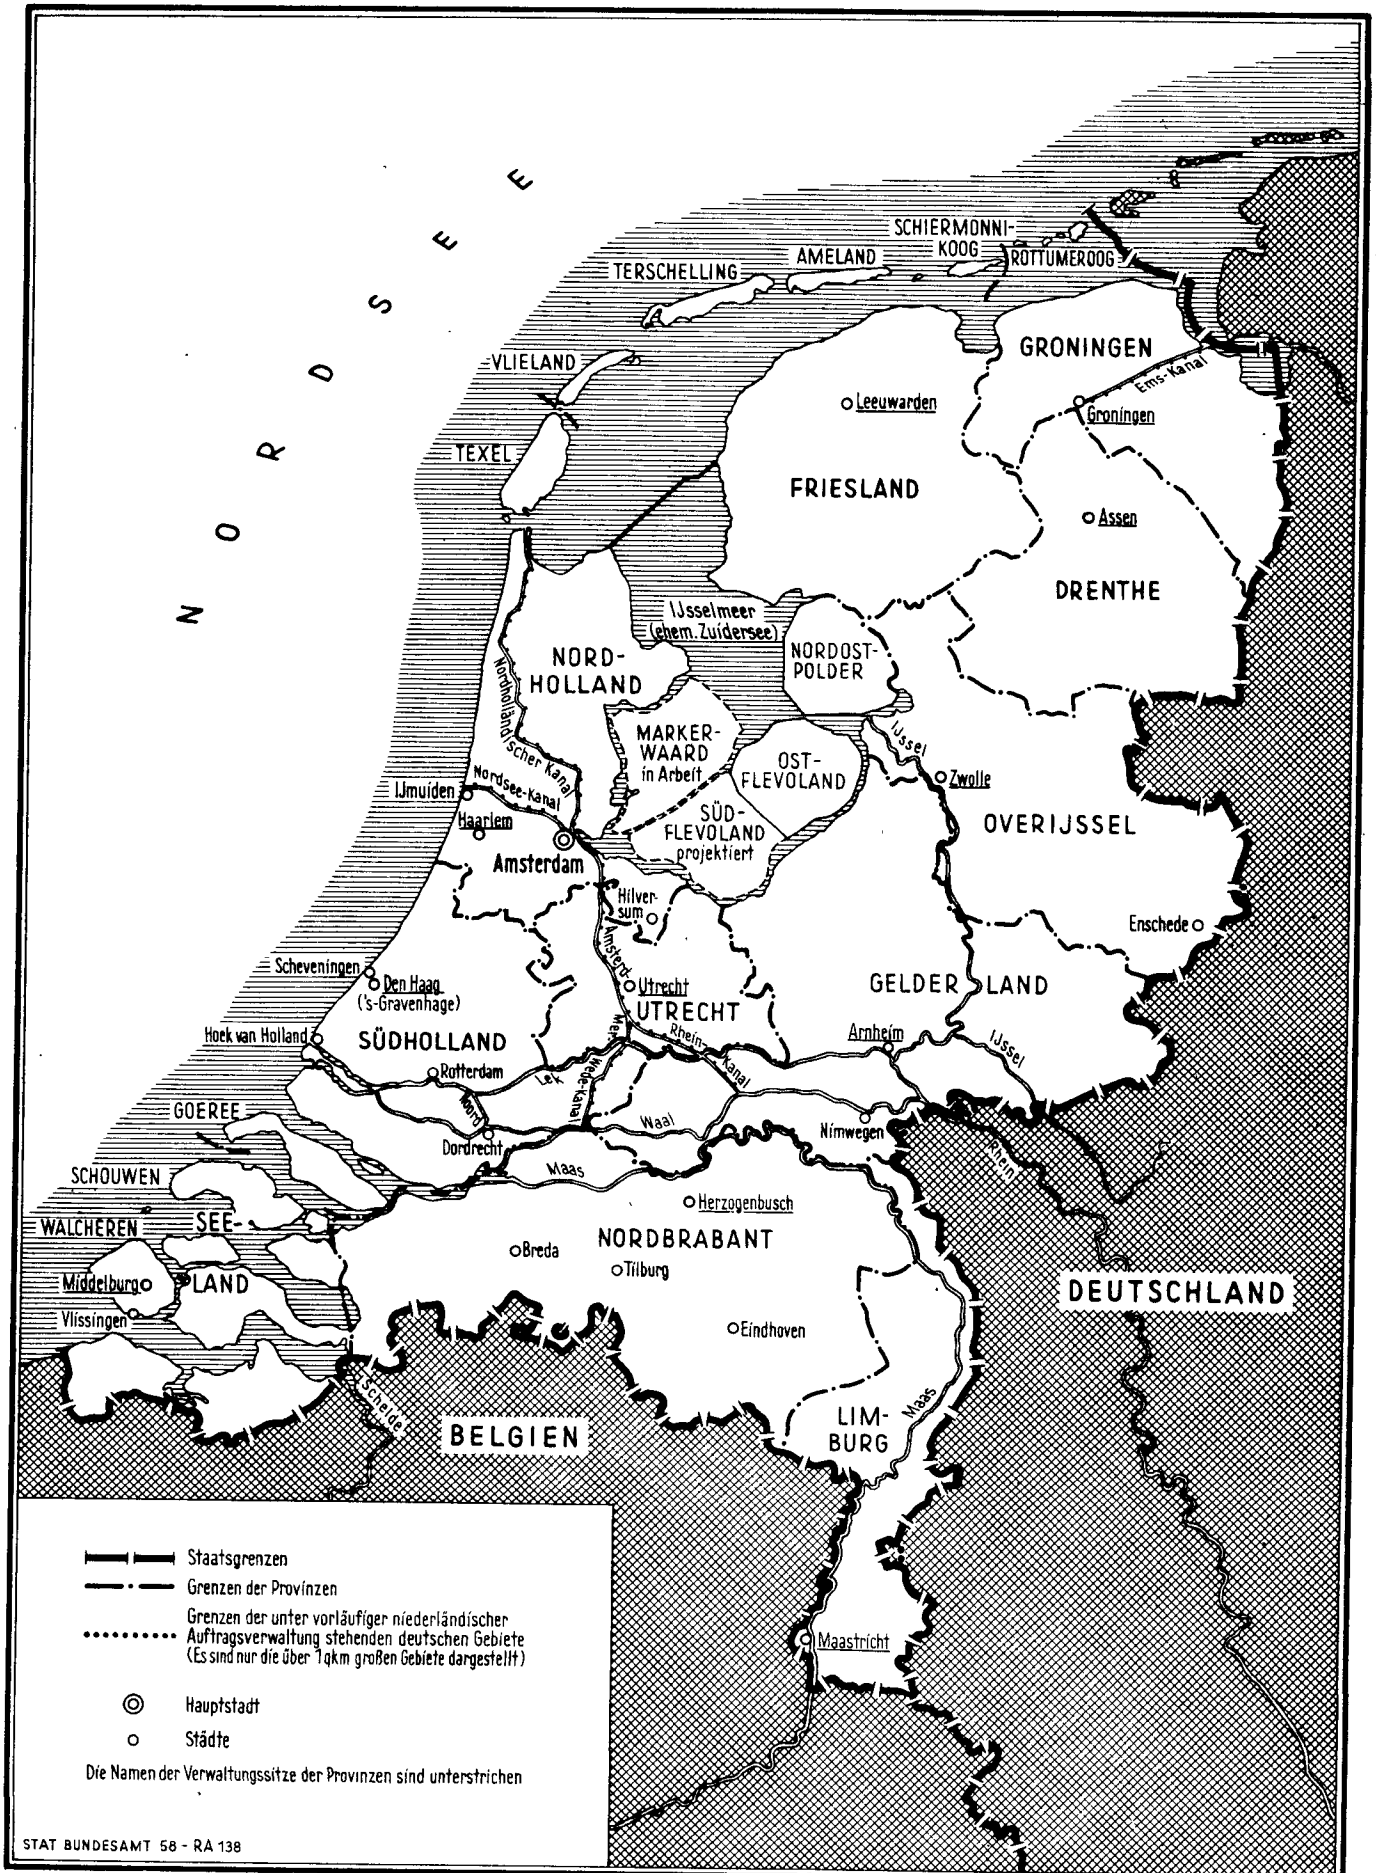 NORDSEE
SCHIERMONNI-
KOOG
ROTTUMEROOG
AMELAND
TERSCHELLING
VLIELAND
TEXEL
GRONINGEN
Ems-Kanal
Groningen
Leeuwarden
FRIESLAND
Assen
DRENTHE
IJsselmeer
(ehem. Zuidersee)
NORDOST-
POLDER
NORD-
HOLLAND
Nordholländischer Kanal
MARKER-
WAARD
in Arbeit
OST-
FLEVOLAND
SÜD-
FLEVOLAND
projektiert
IJssel
Zwolle
OVERIJSSEL
IJmuiden
Nordsee-Kanal
Haarlem
Amsterdam
Hilver-
sum
Enschede
Scheveningen
Den Haag
('s-Gravenhage)
Amsterd.-
Utrecht
UTRECHT
GELDERLAND
Hoek van Holland
SÜDHOLLAND
Rhein-
Kanal
Arnheim
IJssel
Rotterdam
Lek
Mer-
wede-Kanal
Noord
GOEREE
Dordrecht
Waal
Nimwegen
Rhein
Maas
SCHOUWEN
WALCHEREN
SEE-
LAND
Herzogenbusch
NORDBRABANT
Breda
Tilburg
Middelburg
Vlissingen
Eindhoven
DEUTSCHLAND
Schelde
BELGIEN
LIM-
BURG
Maas
Maastricht
Staatsgrenzen
Grenzen der Provinzen
Grenzen der unter vorläufiger niederländischer
Auftragsverwaltung stehenden deutschen Gebiete
(Es sind nur die über 1qkm großen Gebiete dargestellt)
Hauptstadt
Städte
Die Namen der Verwaltungssitze der Provinzen sind unterstrichen
STAT BUNDESAMT 58 - RA 138